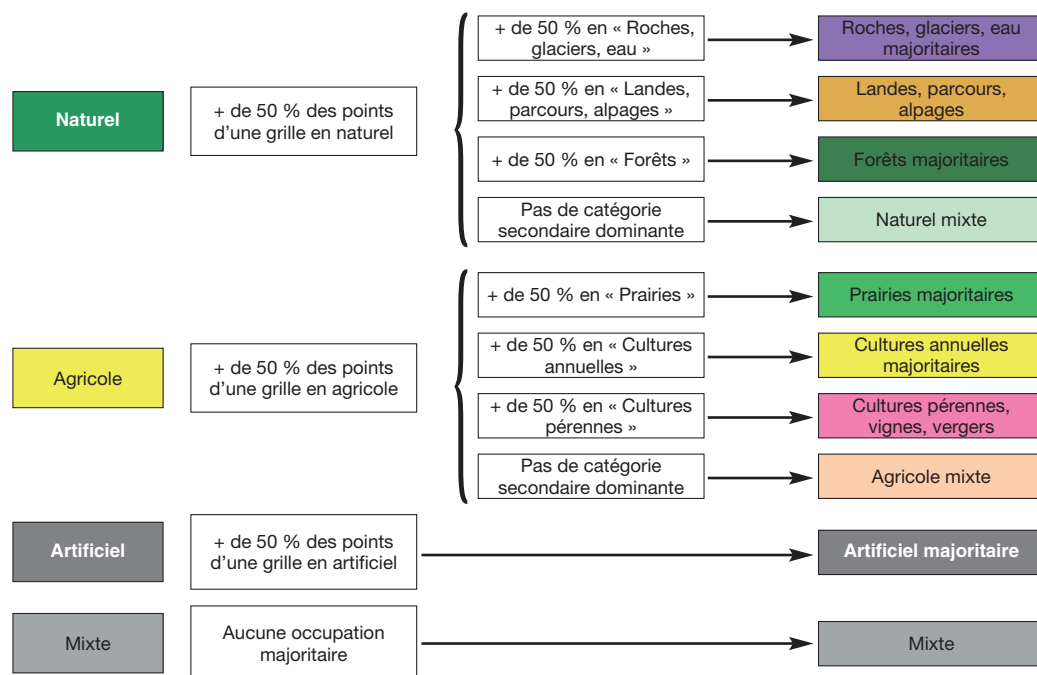 Naturel
+ de 50 % des points
d'une grille en naturel
+ de 50 % en « Roches,
glaciers, eau »
Roches, glaciers, eau
majoritaires
+ de 50 % en « Landes,
parcours, alpages »
Landes, parcours,
alpages
+ de 50 % en « Forêts »
Forêts majoritaires
Pas de catégorie
secondaire dominante
Naturel mixte
Agricole
+ de 50 % des points
d'une grille en agricole
+ de 50 % en « Prairies »
Prairies majoritaires
+ de 50 % en « Cultures
annuelles »
Cultures annuelles
majoritaires
+ de 50 % en « Cultures
pérennes »
Cultures pérennes,
vignes, vergers
Pas de catégorie
secondaire dominante
Agricole mixte
Artificiel
+ de 50 % des points
d'une grille en artificiel
Artificiel majoritaire
Mixte
Aucune occupation
majoritaire
Mixte